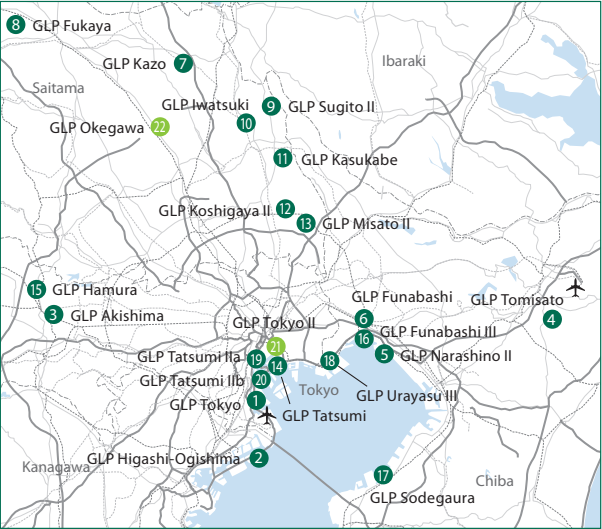 8 GLP Fukaya
Ibaraki
GLP Kazo 7
Saitama
GLP Iwatsuki 9 GLP Sugito II
10
GLP Okegawa 22
11 GLP Kasukabe
GLP Koshigaya II 12
13 GLP Misato II
15 GLP Hamura
3 GLP Akishima
GLP Funabashi
GLP Tomisato
6
4
GLP Tokyo II
16 GLP Funabashi III
21
5 GLP Narashino II
GLP Tatsumi IIa 19
14
18
GLP Tatsumi IIb 20
Tokyo
GLP Urayasu III
GLP Tokyo 1
GLP Tatsumi
GLP Higashi-Ogishima 2
Kanagawa
17
Chiba
GLP Sodegaura